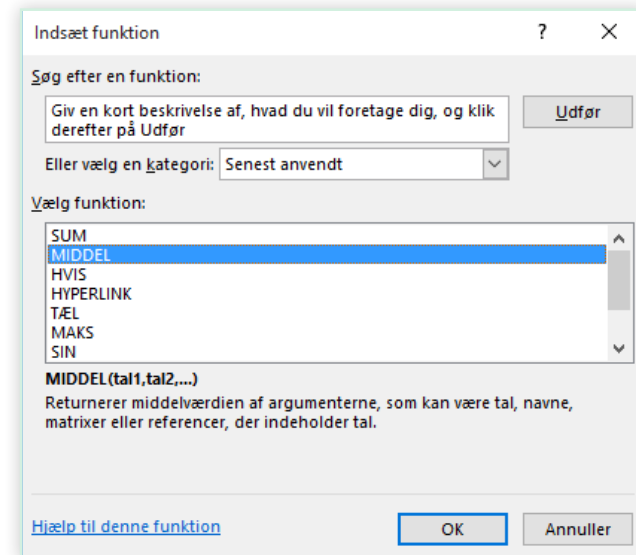 Indsæt funktion ?
Søg efter en funktion:
Giv en kort beskrivelse af, hvad du vil foretage dig, og klik
derefter på Udfør
Udfør
Eller vælg en kategori: Senest anvendt
Vælg funktion:
SUM
MIDDEL
HVIS
HYPERLINK
TÆL
MAKS
SIN
MIDDEL(tal1,tal2,...)
Returnerer middelværdien af argumenterne, som kan være tal, navne,
matrixer eller referencer, der indeholder tal.
Hjælp til denne funktion
OK
Annuller